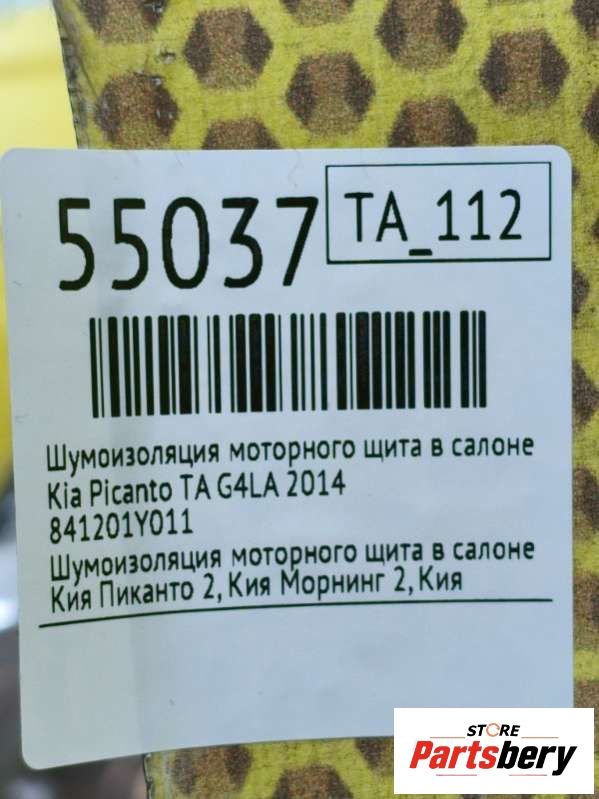 55037
TA_112
Шумоизоляция моторного щита в салоне
Kia Picanto TA G4LA 2014
841201Y011
Шумоизоляция моторного щита в салоне
Кия Пиканто 2, Кия Морнинг 2, Кия
STORE
Partsbery